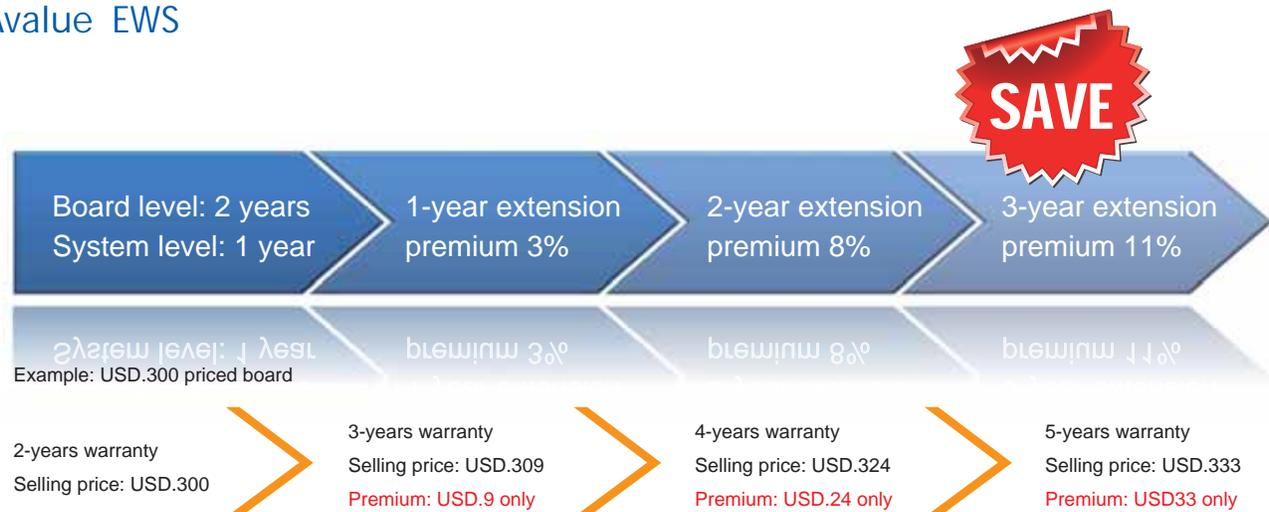 Avalue EWS
SAVE
Board level: 2 years
System level: 1 year
1-year extension
premium 3%
2-year extension
premium 8%
3-year extension
premium 11%
Example: USD.300 priced board
2-years warranty
Selling price: USD.300
3-years warranty
Selling price: USD.309
Premium: USD.9 only
4-years warranty
Selling price: USD.324
Premium: USD.24 only
5-years warranty
Selling price: USD.333
Premium: USD33 only